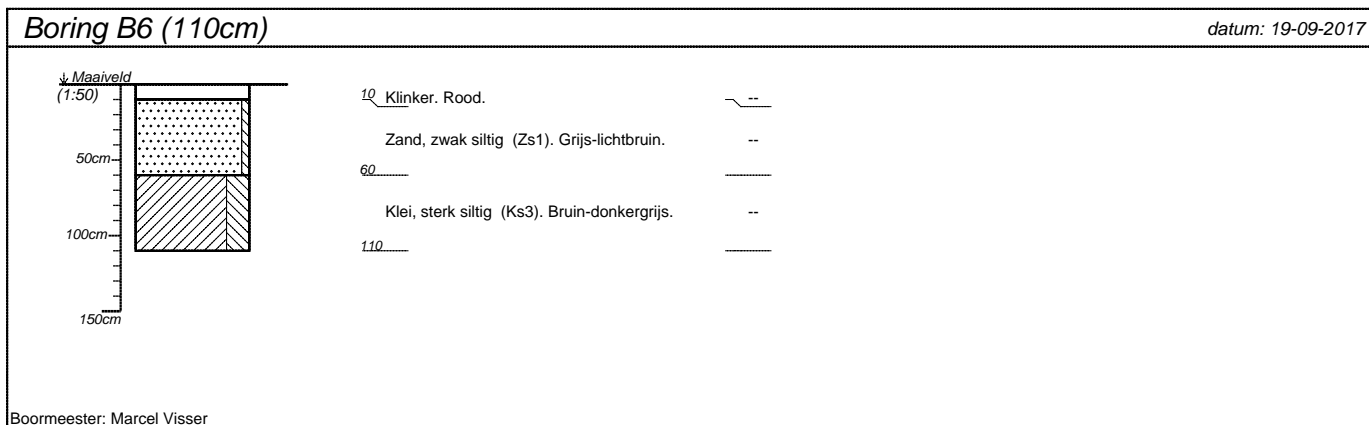 Boring B6 (110cm)
datum: 19-09-2017
Maaiveld
(1:50)
10 Klinker. Rood. --
Zand, zwak siltig (Zs1). Grijs-lichtbruin. --
50cm
60
Klei, sterk siltig (Ks3). Bruin-donkergrijs. --
100cm
110
150cm
Boormeester: Marcel Visser